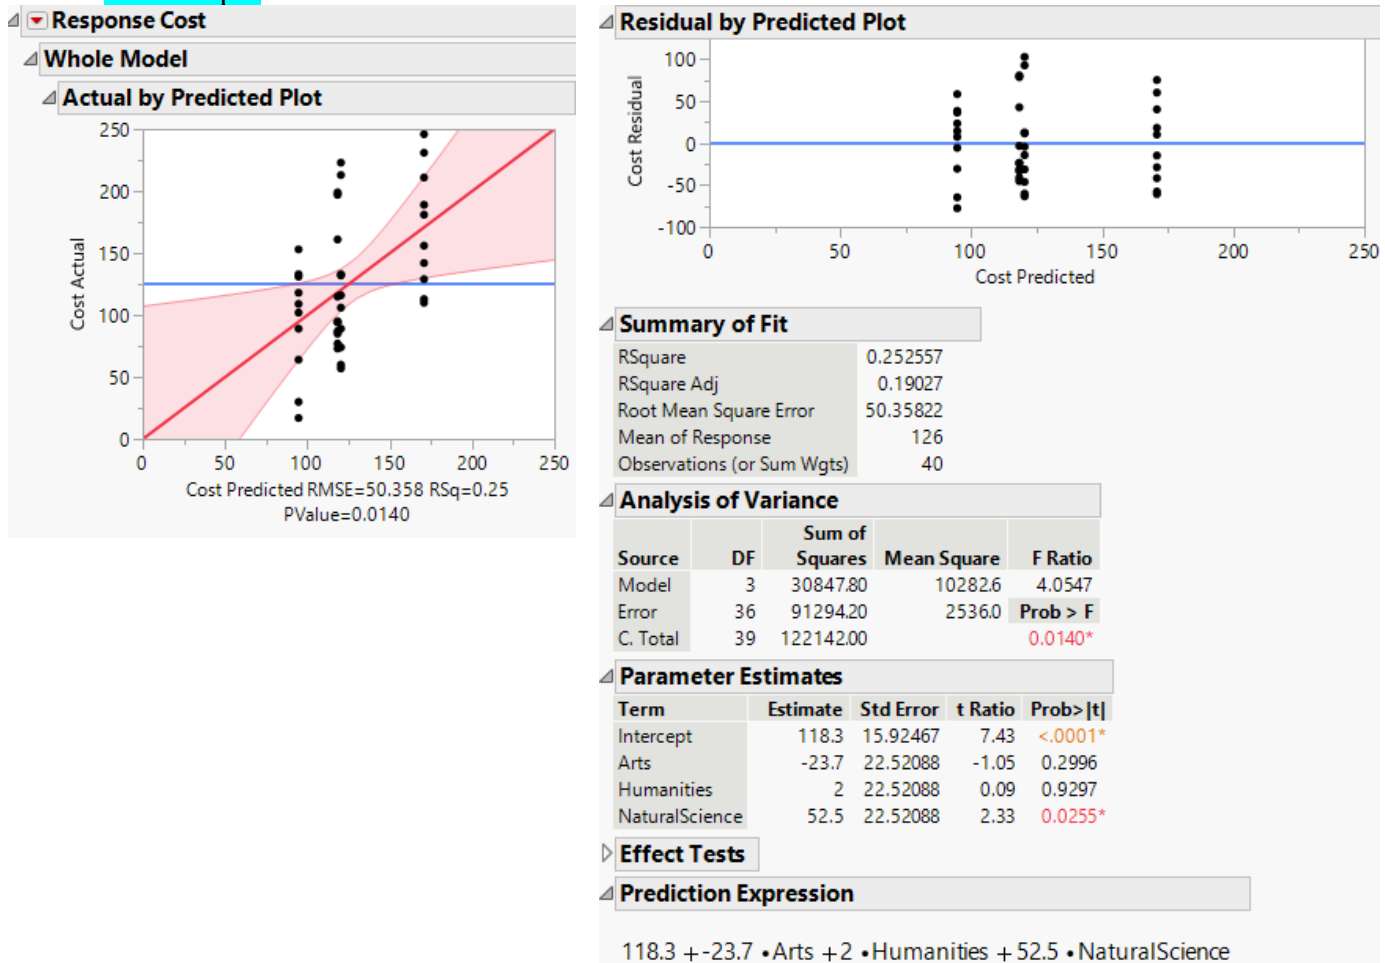 Response Cost
Whole Model
Actual by Predicted Plot
250
200
150
100
50
0
Cost Actual
0 50 100 150 200 250
Cost Predicted RMSE=50.358 RSq=0.25
PValue=0.0140
Residual by Predicted Plot
100
50
0
-50
-100
Cost Residual
0 50 100 150 200 250
Cost Predicted
Summary of Fit
RSquare 0.252557
RSquare Adj 0.19027
Root Mean Square Error 50.35822
Mean of Response 126
Observations (or Sum Wgts) 40
Analysis of Variance
Sum of
Source DF Squares Mean Square F Ratio
Model 3 30847.80 10282.6 4.0547
Error 36 91294.20 2536.0 Prob > F
C. Total 39 122142.00 0.0140*
Parameter Estimates
Term Estimate Std Error t Ratio Prob>|t|
Intercept 118.3 15.92467 7.43 <.0001*
Arts -23.7 22.52088 -1.05 0.2996
Humanities 2 22.52088 0.09 0.9297
NaturalScience 52.5 22.52088 2.33 0.0255*
Effect Tests
Prediction Expression
118.3 + -23.7 • Arts + 2 • Humanities + 52.5 • NaturalScience